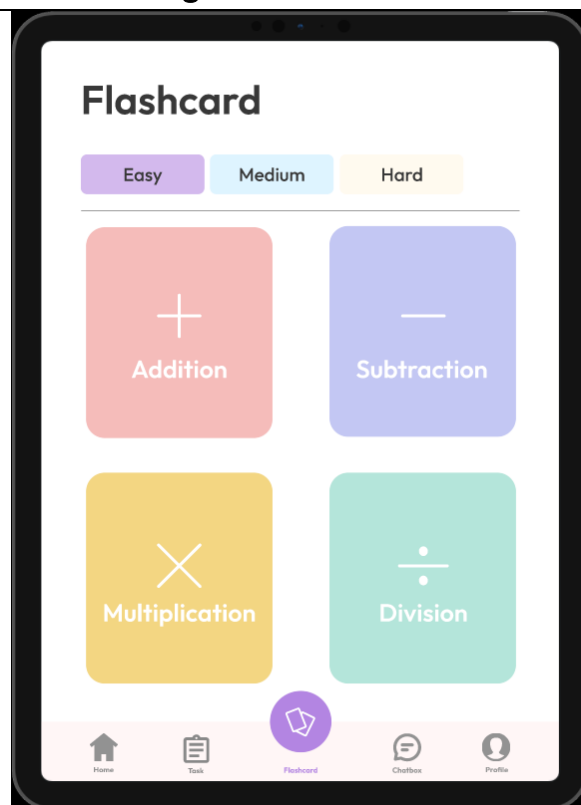 Flashcard
Easy Medium Hard
Addition Subtraction
Multiplication Division
Home Task Flashcard Chatbox Profile